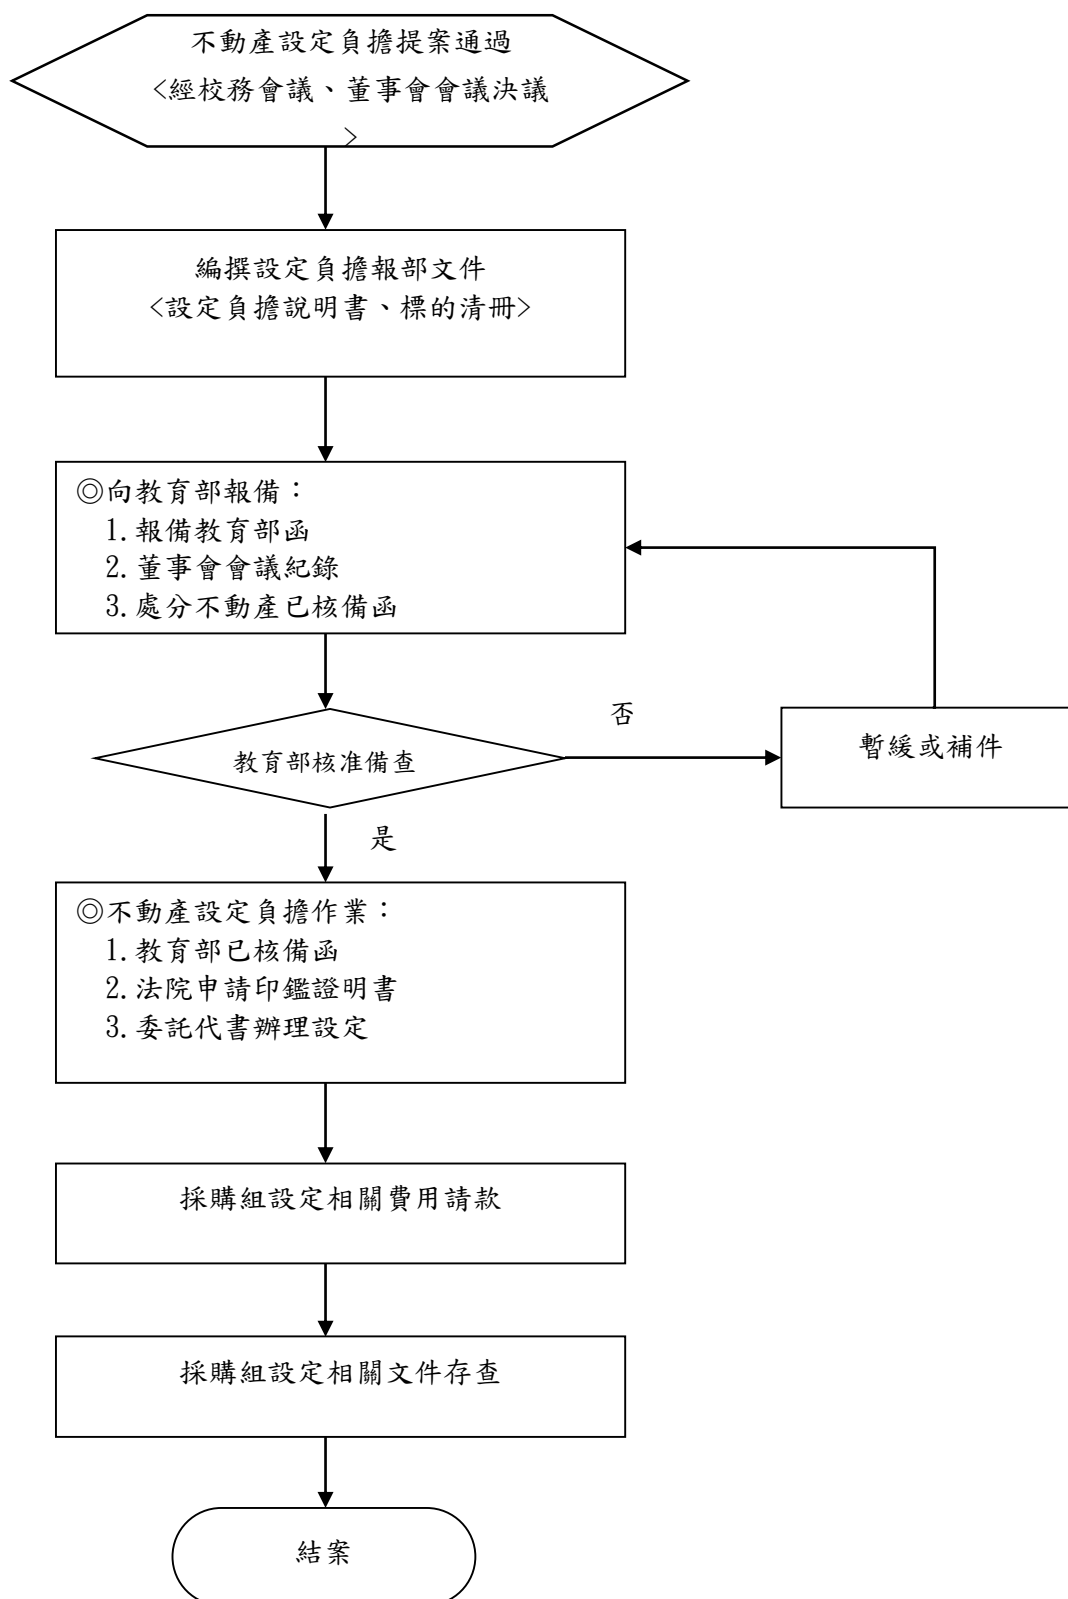 不動產設定負擔提案通過
<經校務會議、董事會會議決議
>
編撰設定負擔報部文件
<設定負擔說明書、標的清冊>
◎向教育部報備：
1.報備教育部函
2.董事會會議紀錄
3.處分不動產已核備函
否
暫緩或補件
教育部核准備查
是
◎不動產設定負擔作業：
1.教育部已核備函
2.法院申請印鑑證明書
3.委託代書辦理設定
採購組設定相關費用請款
採購組設定相關文件存查
結案